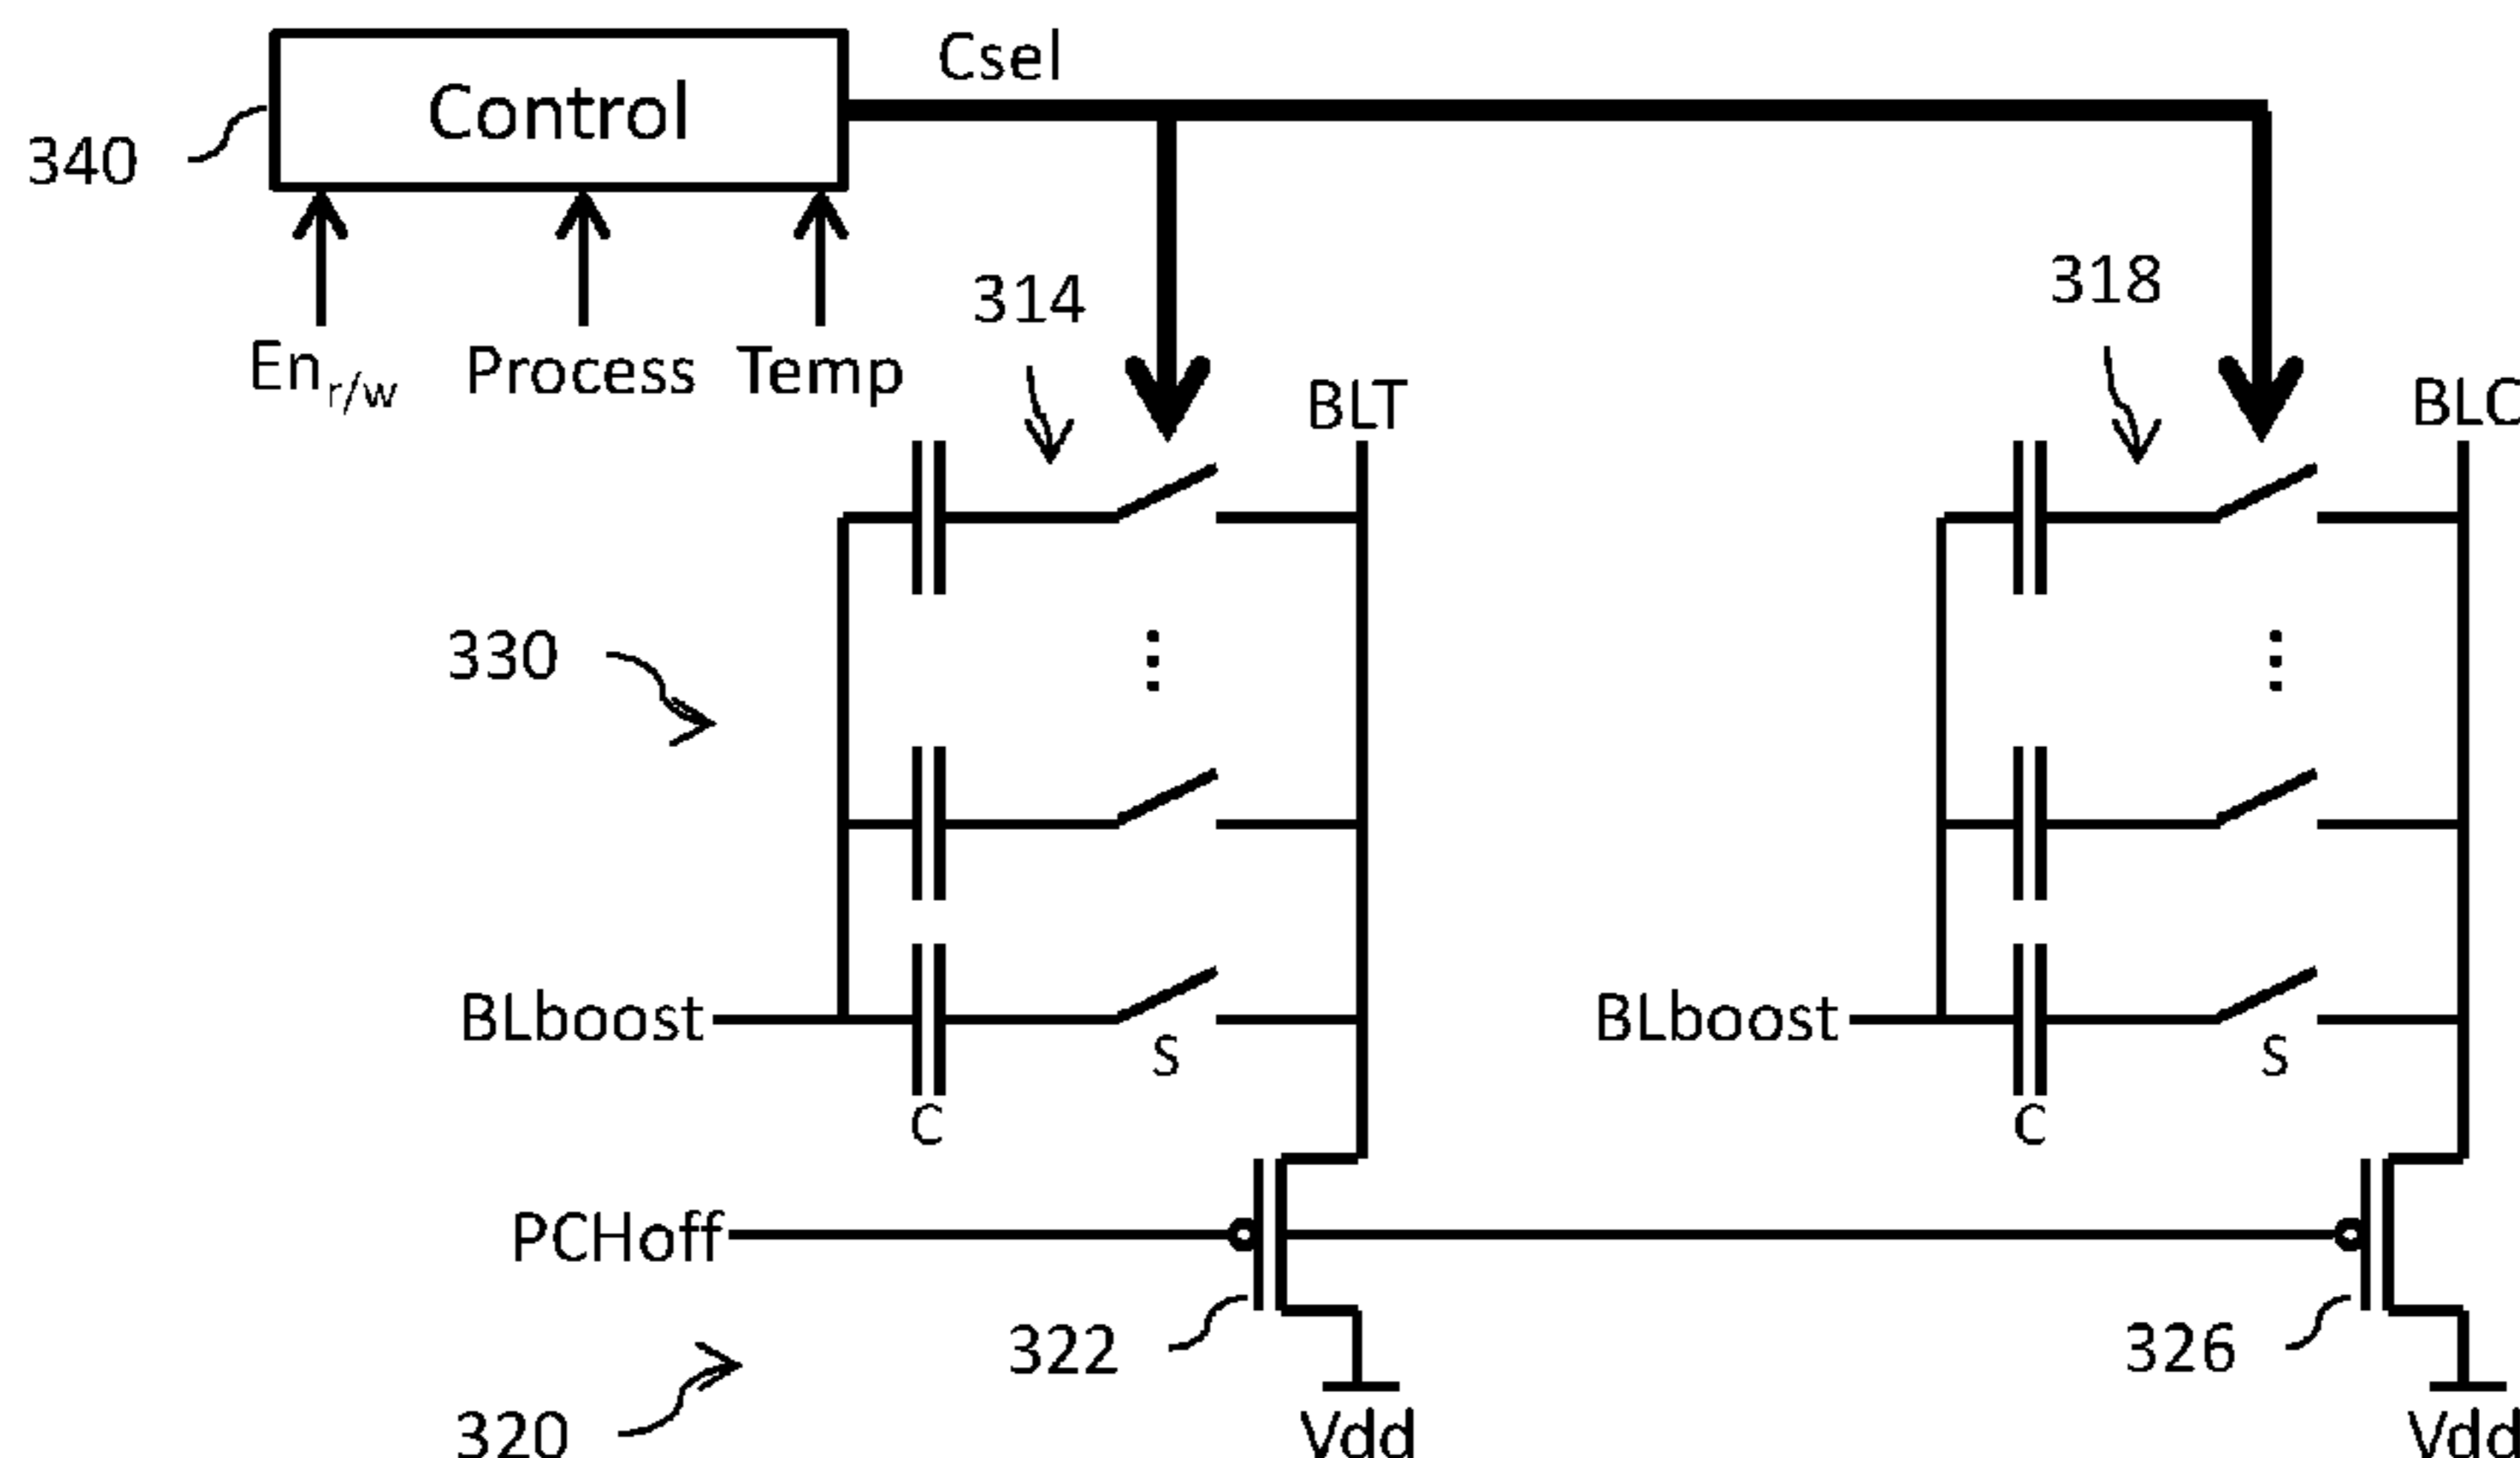 Csel
Control
340
En r/w
Process
Temp
314
318
BLT
BLC
330
BLboost
S
C
BLboost
S
C
PCHoff
322
326
320
Vdd
Vdd